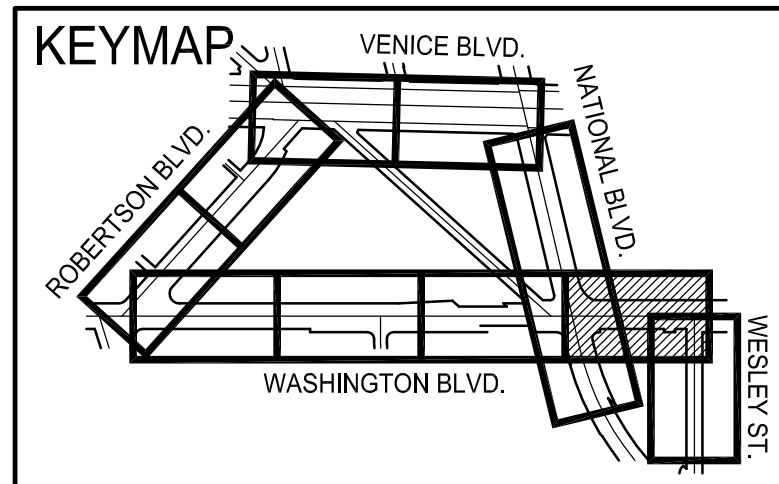 KEYMAP
VENICE BLVD.
NATIONAL BLVD.
ROBERTSON BLVD.
WASHINGTON BLVD.
WESLEY ST.